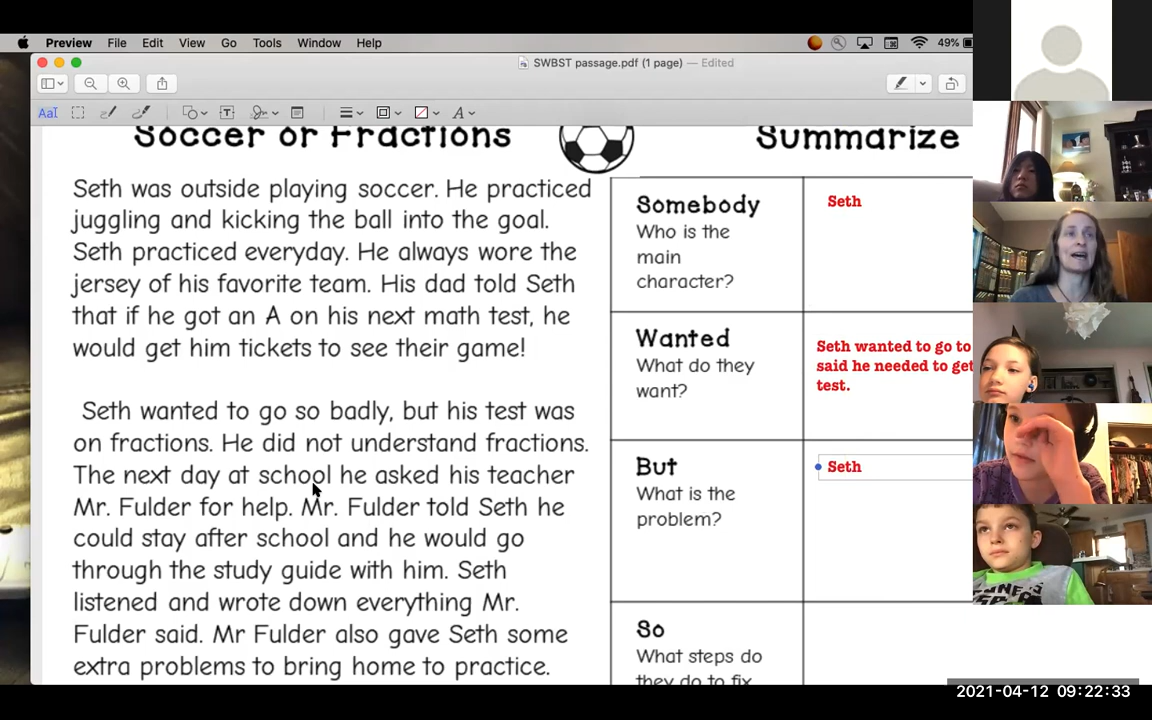 Preview File Edit View Go Tools Window Help 49%
SWBST passage.pdf (1 page) — Edited
Soccer or Fractions
Summarize
Seth was outside playing soccer. He practiced
juggling and kicking the ball into the goal.
Seth practiced everyday. He always wore the
jersey of his favorite team. His dad told Seth
that if he got an A on his next math test, he
would get him tickets to see their game!
Seth wanted to go so badly, but his test was
on fractions. He did not understand fractions.
The next day at school he asked his teacher
Mr. Fulder for help. Mr. Fulder told Seth he
could stay after school and he would go
through the study guide with him. Seth
listened and wrote down everything Mr.
Fulder said. Mr Fulder also gave Seth some
extra problems to bring home to practice.
Somebody
Who is the
main
character?
Seth
Wanted
What do they
want?
Seth wanted to go to
said he needed to get
test.
But
What is the
problem?
Seth
So
What steps do
they do to fix
2021-04-12 09:22:33